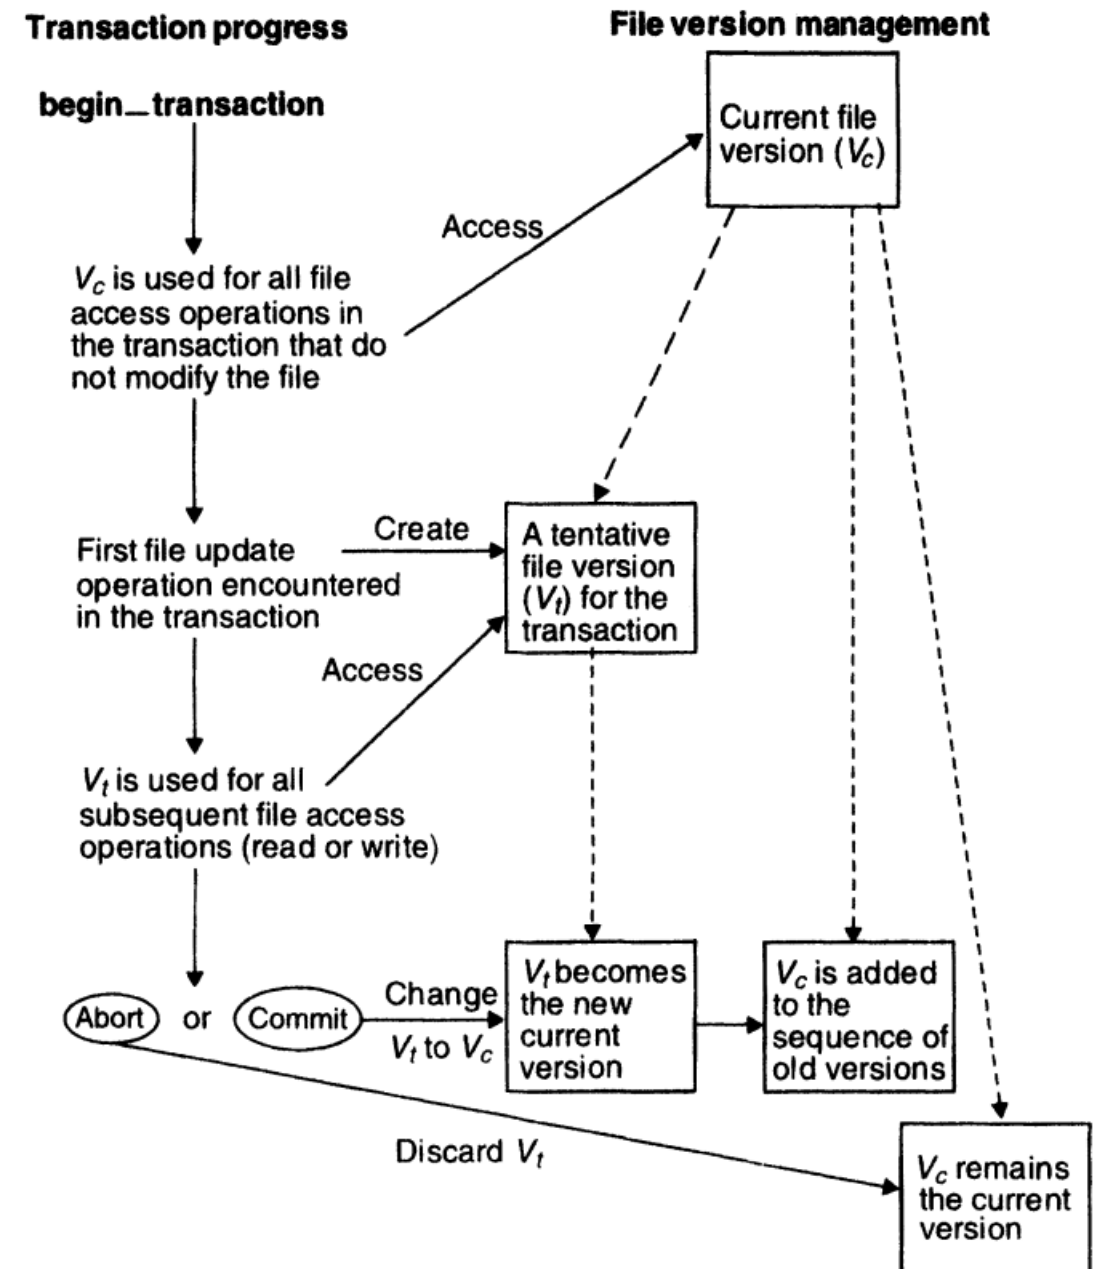 Transaction progress
File version management
begin_transaction
Current file
version (Vc)
Access
Vc is used for all file
access operations in
the transaction that do
not modify the file
Create
First file update
operation encountered
in the transaction
A tentative
file version
(Vt) for the
transaction
Access
Vt is used for all
subsequent file access
operations (read or write)
Abort or Commit
Change
Vt to Vc
Vt becomes
the new
current
version
Vc is added
to the
sequence of
old versions
Discard Vt
Vc remains
the current
version